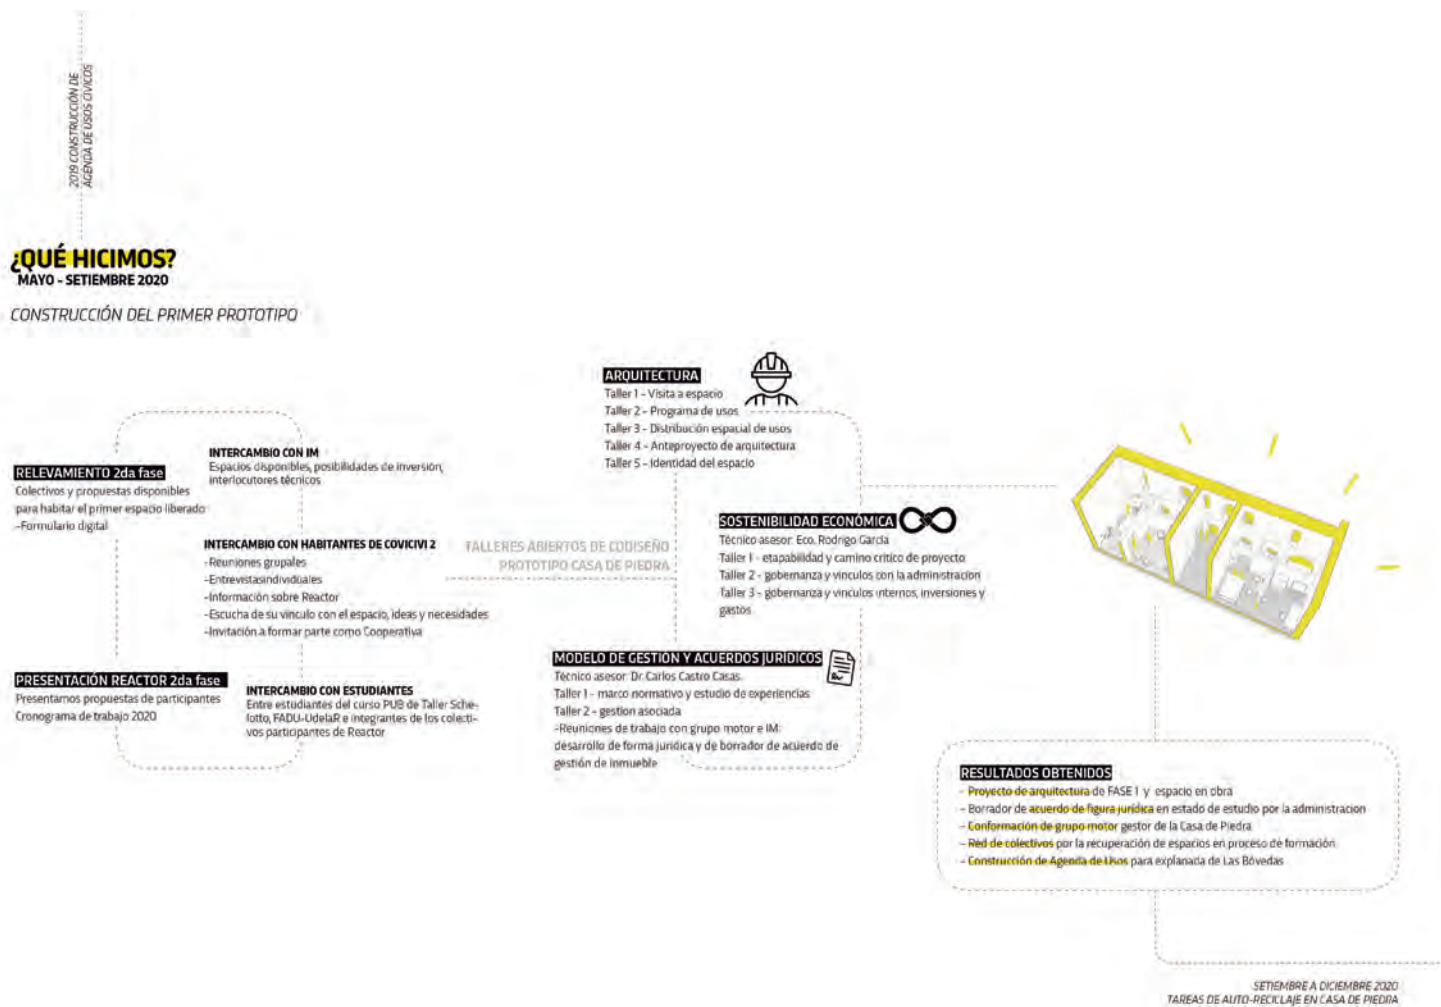 2019 CONSTRUCCIÓN DE
AGENDA DE USOS CÍVICOS
¿QUÉ HICIMOS?
MAYO - SETIEMBRE 2020
CONSTRUCCIÓN DEL PRIMER PROTOTIPO
RELEVAMIENTO 2da fase
Colectivos y propuestas disponibles
para habitar el primer espacio liberado
-Formulario digital
PRESENTACIÓN REACTOR 2da fase
Presentamos propuestas de participantes
Cronograma de trabajo 2020
INTERCAMBIO CON IM
Espacios disponibles, posibilidades de inversión,
interlocutores técnicos
INTERCAMBIO CON HABITANTES DE COVICIVI 2
-Reuniones grupales
-Entrevistasindividuales
-Información sobre Reactor
-Escucha de su vínculo con el espacio, ideas y necesidades
-Invitación a formar parte como Cooperativa
INTERCAMBIO CON ESTUDIANTES
Entre estudiantes del curso PUB de Taller Sche-
lotto, FADU-UdelaR e integrantes de los colecti-
vos participantes de Reactor
TALLERES ABIERTOS DE CODISEÑO
PROTOTIPO CASA DE PIEDRA
ARQUITECTURA
Taller 1 - Visita a espacio
Taller 2 - Programa de usos
Taller 3 - Distribución espacial de usos
Taller 4 - Anteproyecto de arquitectura
Taller 5 - Identidad del espacio
SOSTENIBILIDAD ECONÓMICA
Técnico asesor: Eco. Rodrigo García
Taller 1 - etapabilidad y camino crítico de proyecto
Taller 2 - gobernanza y vínculos con la administracion
Taller 3 - gobernanza y vínculos internos, inversiones y
gastos
MODELO DE GESTIÓN Y ACUERDOS JURÍDICOS
Técnico asesor: Dr. Carlos Castro Casas.
Taller 1 - marco normativo y estudio de experiencias
Taller 2 - gestion asociada
-Reuniones de trabajo con grupo motor e IM:
desarrollo de forma jurídica y de borrador de acuerdo de
gestión de inmueble
RESULTADOS OBTENIDOS
- Proyecto de arquitectura de FASE 1 y espacio en obra
- Borrador de acuerdo de figura jurídica en estado de estudio por la administracion
- Conformación de grupo motor gestor de la Casa de Piedra
- Red de colectivos por la recuperación de espacios en proceso de formación
- Construcción de Agenda de Usos para explanada de Las Bóvedas
SETIEMBRE A DICIEMBRE 2020
TAREAS DE AUTO-RECICLAJE EN CASA DE PIEDRA